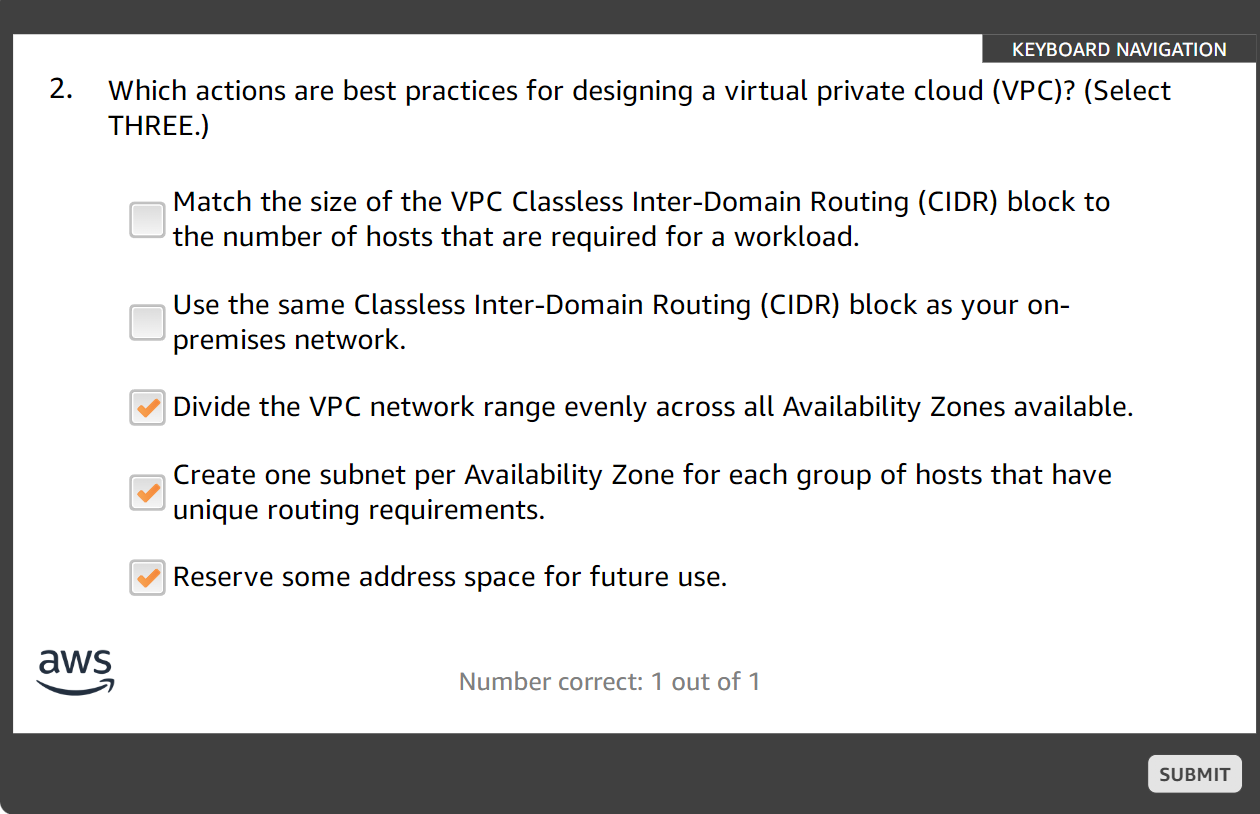 KEYBOARD NAVIGATION
2. Which actions are best practices for designing a virtual private cloud (VPC)? (Select
THREE.)
Match the size of the VPC Classless Inter-Domain Routing (CIDR) block to
the number of hosts that are required for a workload.
Use the same Classless Inter-Domain Routing (CIDR) block as your on-
premises network.
Divide the VPC network range evenly across all Availability Zones available.
Create one subnet per Availability Zone for each group of hosts that have
unique routing requirements.
Reserve some address space for future use.
aws
Number correct: 1 out of 1
SUBMIT